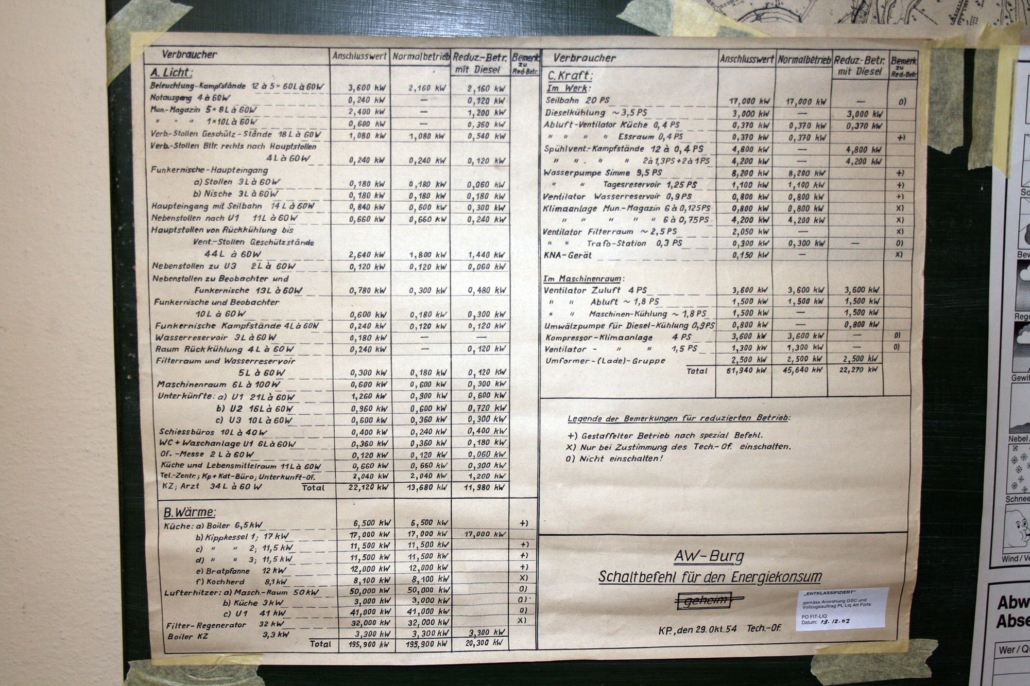 Verbraucher Anschlusswert Normalbetrieb Reduz-Betr. mit Diesel Bemerk. zu Red.Betr.
A. Licht:
Beleuchtung-Kampfstände 12 à 5 = 60L à 60W 3,600 kW 2,160 kW 2,160 kW
Notausgang 4 à 60W 0,240 kW — 0,120 kW
Mun.-Magazin 5 = 8L à 60W 2,400 kW — 1,200 kW
" " " 1 = 10L à 60W 0,600 kW — 0,360 kW
Verb.-Stollen Geschütz-Stände 18L à 60W 1,080 kW 1,080 kW 0,540 kW
Verb.-Stollen Bttr. rechts nach Hauptstollen
4L à 60W 0,240 kW 0,240 kW 0,120 kW
Funkernische-Haupteingang
a) Stollen 3L à 60W 0,180 kW 0,180 kW 0,060 kW
b) Nische 3L à 60W 0,180 kW 0,180 kW 0,180 kW
Haupteingang mit Seilbahn 14L à 60W 0,840 kW 0,600 kW 0,300 kW
Nebenstollen nach U1 11L à 60W 0,660 kW 0,660 kW 0,240 kW
Hauptstollen von Rückkühlung bis
Vent-Stollen Geschützstände
44L à 60W 2,640 kW 1,800 kW 1,440 kW
Nebenstollen zu U3 2L à 60W 0,120 kW 0,120 kW 0,060 kW
Nebenstollen zu Beobachter und
Funkernische 13L à 60W 0,780 kW 0,300 kW 0,480 kW
Funkernische und Beobachter
10L à 60W 0,600 kW 0,180 kW 0,300 kW
Funkernische Kampfstände 4L à 60W 0,240 kW 0,120 kW 0,120 kW
Wasserreservoir 3L à 60W 0,180 kW — —
Raum Rückkühlung 4L à 60W 0,240 kW — 0,120 kW
Filterraum und Wasserreservoir
5L à 60W 0,300 kW 0,180 kW 0,120 kW
Maschinenraum 6L à 100W 0,600 kW 0,600 kW 0,300 kW
Unterkünfte: a) U1 21L à 60W 1,260 kW 0,900 kW 0,600 kW
b) U2 16L à 60W 0,960 kW 0,600 kW 0,720 kW
c) U3 10L à 60W 0,600 kW 0,360 kW 0,300 kW
Schiessbüros 10L à 40W 0,400 kW 0,240 kW 0,400 kW
WC + Waschanlage U1 6L à 60W 0,360 kW 0,360 kW 0,180 kW
Of.-Messe 2L à 60W 0,120 kW 0,120 kW 0,060 kW
Küche und Lebensmittelraum 11L à 60W 0,660 kW 0,660 kW 0,300 kW
Tel.-Zentr.; Kp + Kdt-Büro; Unterkunft-Of. 2,040 kW 2,040 kW 1,200 kW
KZ; Arzt 34L à 60W Total 22,120 kW 13,680 kW 11,980 kW
B. Wärme:
Küche: a) Boiler 6,5 kW 6,500 kW 6,500 kW +)
b) Kippkessel 1; 17 kW 17,000 kW 17,000 kW 17,000 kW
c) " " 2; 11,5 kW 11,500 kW 11,500 kW +)
d) " " 3; 11,5 kW 11,500 kW 11,500 kW +)
e) Bratpfanne 12 kW 12,000 kW 12,000 kW +)
f) Kochherd 8,1 kW 8,100 kW 8,100 kW X)
Lufterhitzer: a) Masch.-Raum 50 kW 50,000 kW 50,000 kW 0)
b) Küche 3 kW 3,000 kW 3,000 kW 0)
c) U1 41 kW 41,000 kW 41,000 kW 0)
Filter-Regenerator 32 kW 32,000 kW 32,000 kW X)
Boiler KZ 3,3 kW 3,300 kW 3,300 kW 3,300 kW
Total 195,900 kW 195,900 kW 20,300 kW
Verbraucher Anschlusswert Normalbetrieb Reduz-Betr. mit Diesel Bemerk. zu Red.Betr.
C. Kraft:
Im Werk:
Seilbahn 20 PS 17,000 kW 17,000 kW — 0)
Dieselkühlung ~ 3,5 PS 3,000 kW — 3,000 kW
Abluft-Ventilator Küche 0,4 PS 0,370 kW 0,370 kW 0,370 kW
" " " Essraum 0,4 PS 0,370 kW 0,370 kW +)
Spühlvent.-Kampfstände 12 à 0,4 PS 4,800 kW — 4,800 kW
" " . " " 2 à 1,3 PS + 2 à 1 PS 4,200 kW — 4,200 kW
Wasserpumpe Simme 9,5 PS 8,200 kW 8,200 kW +)
" " Tagesreservoir 1,25 PS 1,100 kW 1,100 kW +)
Ventilator Wasserreservoir 0,9 PS 0,800 kW 0,800 kW +)
Klimaanlage Mun.-Magazin 6 à 0,125 PS 0,800 kW 0,800 kW X)
" " " " 6 à 0,75 PS 4,200 kW 4,200 kW X)
Ventilator Filterraum ~ 2,5 PS 2,050 kW — X)
" " Trafo-Station 0,3 PS 0,300 kW 0,300 kW — 0)
KNA-Gerät 0,150 kW — X)
Im Maschinenraum:
Ventilator Zuluft 4 PS 3,600 kW 3,600 kW 3,600 kW
" " Abluft ~ 1,8 PS 1,500 kW 1,500 kW 1,500 kW
" " Maschinen-Kühlung ~ 1,8 PS 1,500 kW — 1,500 kW
Umwälzpumpe für Diesel-Kühlung 0,9 PS 0,800 kW — 0,800 kW
Kompressor-Klimaanlage 4 PS 3,600 kW 3,600 kW 0)
Ventilator - " " 1,5 PS 1,300 kW 1,300 kW 0)
Umformer-(Lade)-Gruppe 2,500 kW 2,500 kW 2,500 kW
Total 61,940 kW 45,640 kW 22,270 kW
Legende der Bemerkungen für reduzierten Betrieb:
+) Gestaffelter Betrieb nach spezial Befehl.
X) Nur bei Zustimmung des Tech.-Of. einschalten.
0) Nicht einschalten!
AW-Burg
Schaltbefehl für den Energiekonsum
geheim
KP., den 29. Okt. 54 Tech.-Of.
"ENTKLASSIFIZIERT"
gemäss Anordnung GSC und
PO FIT-LIQ
Datum:
Gewit
Nebel
Schnee
Wind / V
Abw
Abse
Wer / Q